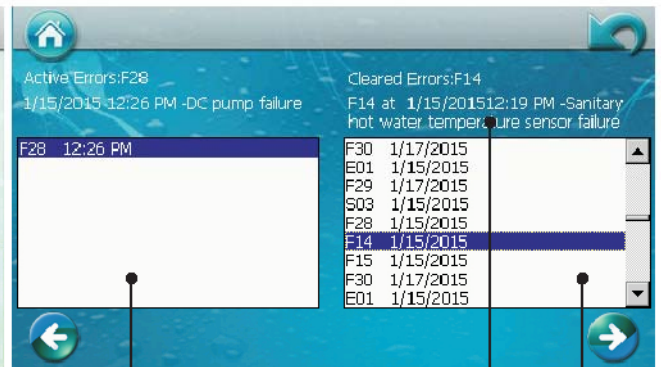 Active Errors:F28
1/15/2015 12:26 PM -DC pump failure
F28 12:26 PM
Cleared Errors:F14
F14 at 1/15/201512:19 PM -Sanitary
hot water temperature sensor failure
F30 1/17/2015
E01 1/15/2015
F29 1/17/2015
S03 1/15/2015
F28 1/15/2015
F14 1/15/2015
F15 1/15/2015
F30 1/17/2015
E01 1/15/2015